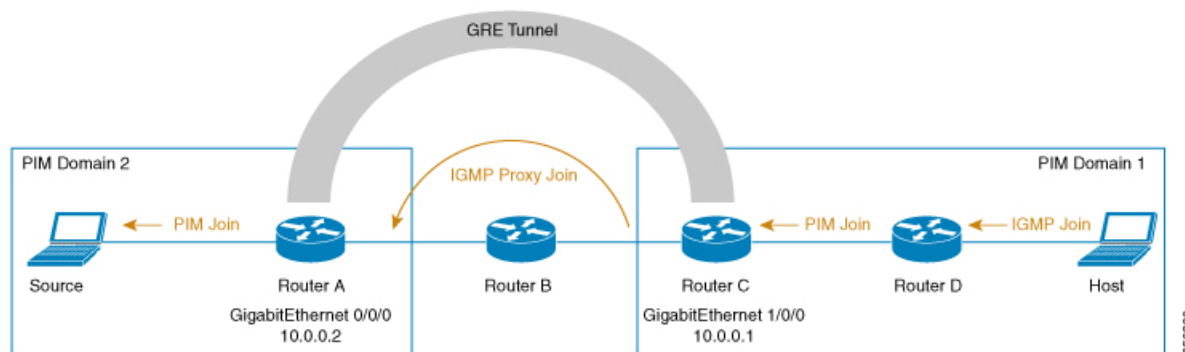 GRE Tunnel
PIM Domain 2
PIM Domain 1
IGMP Proxy Join
PIM Join
PIM Join
IGMP Join
Source
Router A
Router B
Router C
Router D
Host
GigabitEthernet 0/0/0
10.0.0.2
GigabitEthernet 1/0/0
10.0.0.1